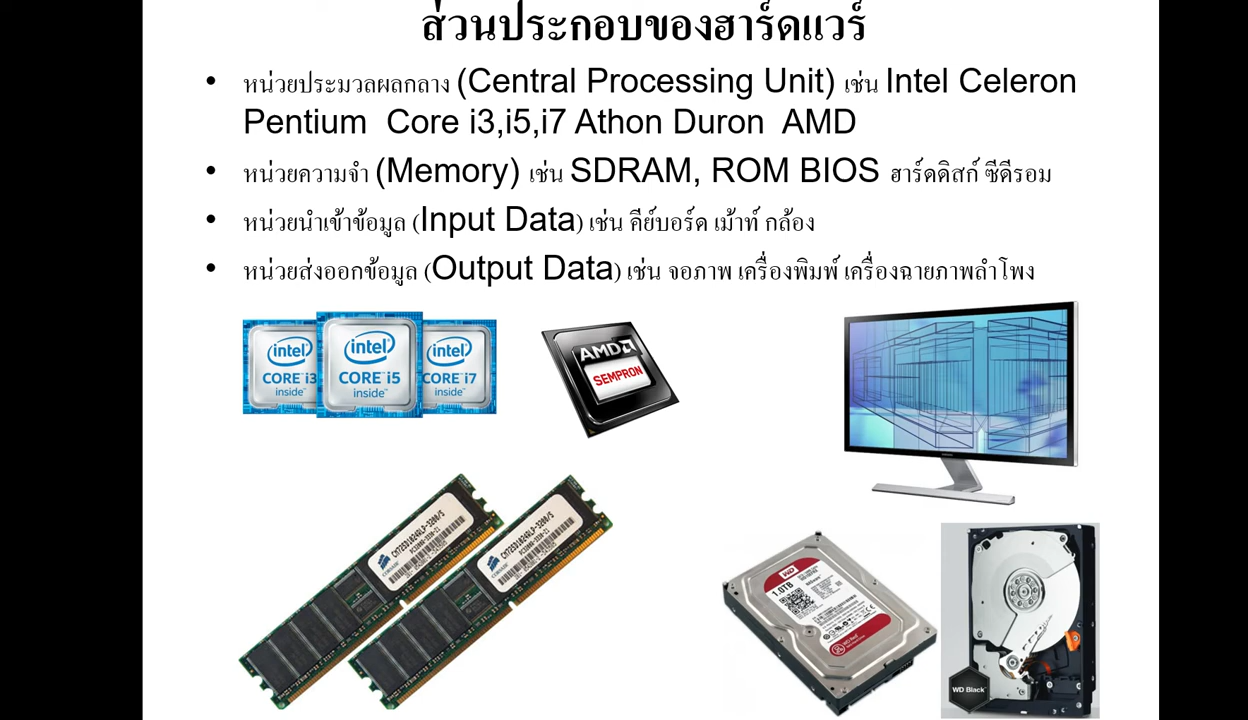 ส่วนประกอบของฮาร์ดแวร์
• หน่วยประมวลผลกลาง (Central Processing Unit) เช่น Intel Celeron
Pentium Core i3,i5,i7 Athon Duron AMD
• หน่วยความจำ (Memory) เช่น SDRAM, ROM BIOS ฮาร์ดดิสก์ ซีดีรอม
• หน่วยนำเข้าข้อมูล (Input Data) เช่น คีย์บอร์ด เม้าท์ กล้อง
• หน่วยส่งออกข้อมูล (Output Data) เช่น จอภาพ เครื่องพิมพ์ เครื่องฉายภาพลำโพง
intel
CORE i3
inside
intel
CORE i5
inside
intel
CORE i7
inside
AMD
SEMPRON
WD
1.0TB
WD Red
WD Black